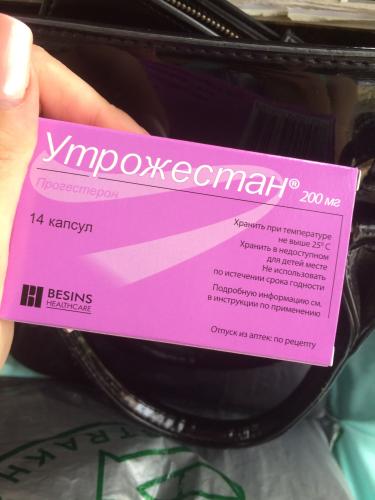 Утрожестан® 200 мг
Прогестерон
14 капсул
Хранить при температуре
не выше 25° С
Хранить в недоступном
для детей месте
Не использовать
по истечении срока годности
Подробную информацию см.
в инструкции по применению
BESINS
HEALTHCARE
Отпуск из аптек: по рецепту
TRAKH